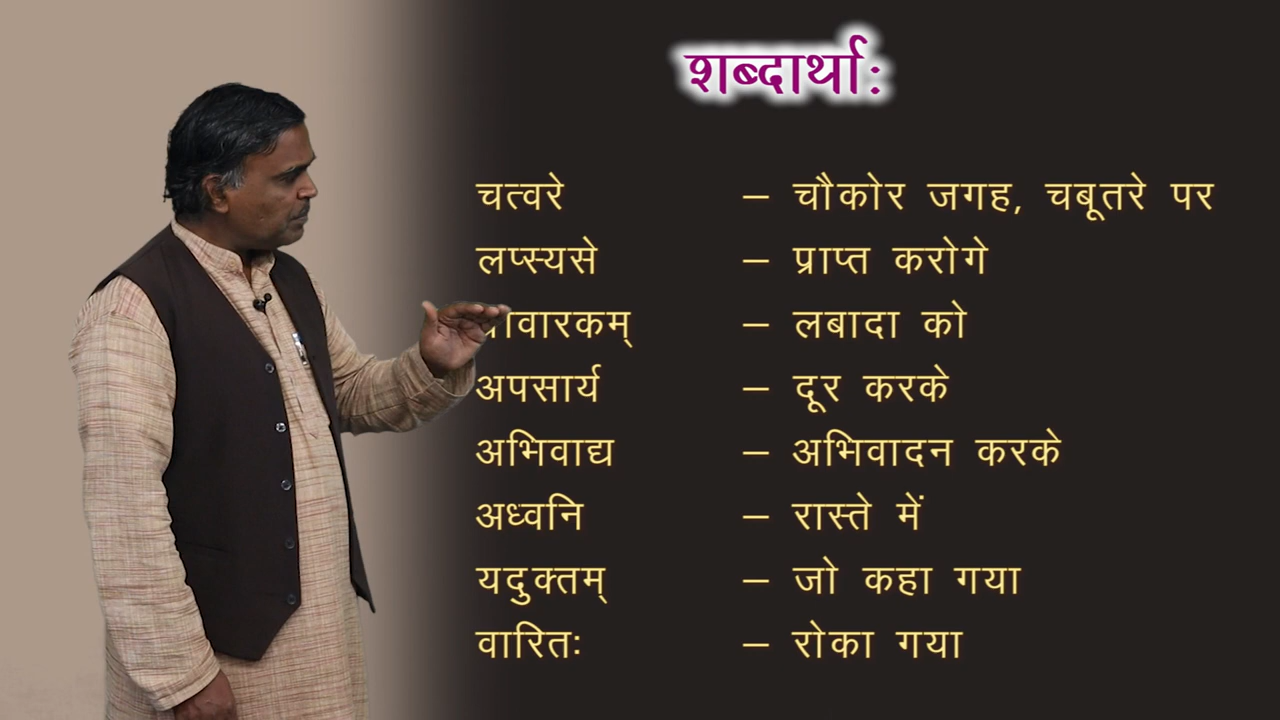 शब्दार्थाः
चत्वरे – चौकोर जगह, चबूतरे पर
लप्स्यसे – प्राप्त करोगे
– लबादा को
अपसार्य – दूर करके
अभिवाद्य – अभिवादन करके
अध्वनि – रास्ते में
यदुक्तम् – जो कहा गया
वारितः – रोका गया